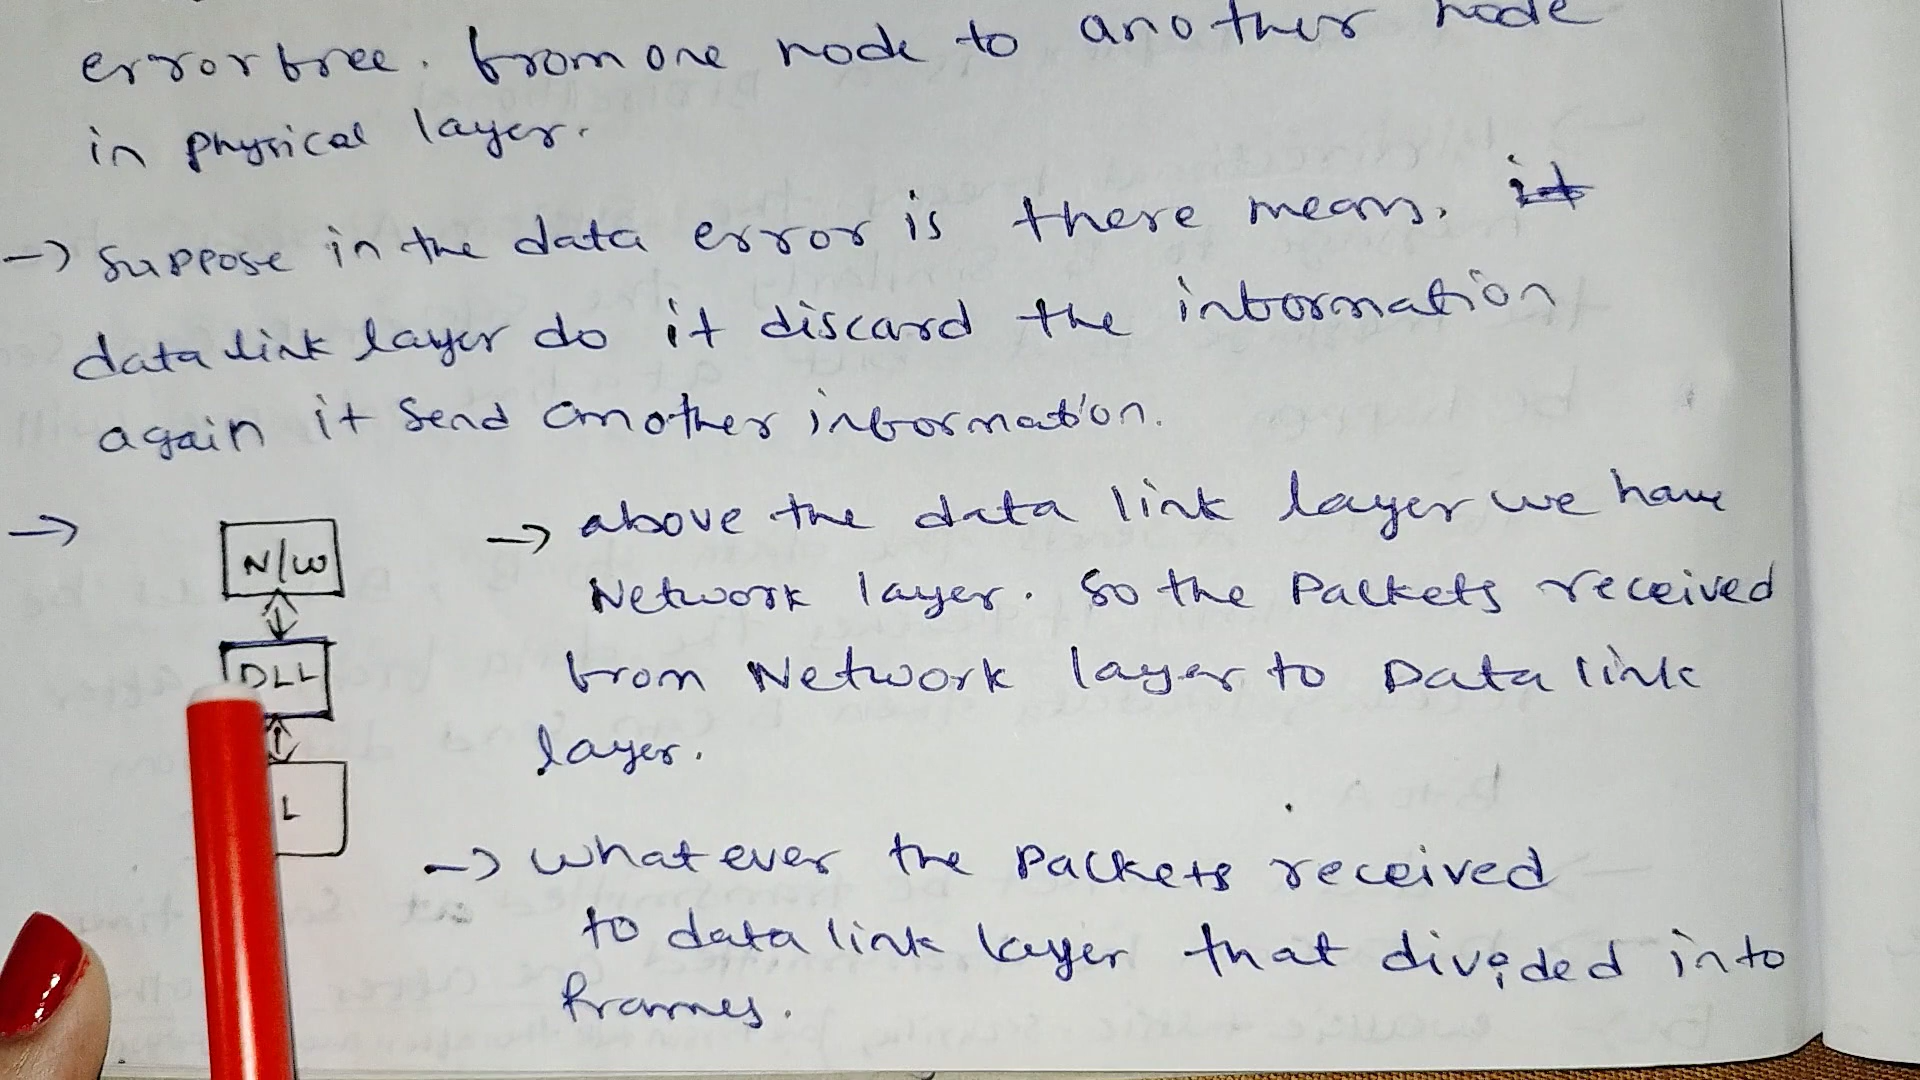 error free. from one node to another node
in physical layer.
→ Suppose in the data error is there means, it
data link layer do it discard the information
again it send another information.
→
N/W
DLL
L
→ above the data link layer we have
Network layer. So the Packets received
from Network layer to Data link
layer.
→ whatever the Packets received
to data link layer that divided into
frames.